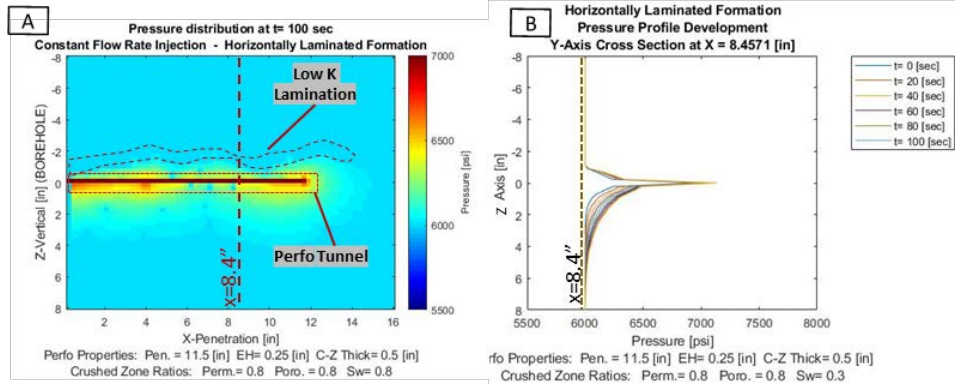 A
Pressure distribution at t= 100 sec
Constant Flow Rate Injection - Horizontally Laminated Formation
-8
-6
-4
-2
0
2
4
6
8
Z-Vertical [in] (BOREHOLE)
Low K
Lamination
Perfo Tunnel
x=8.4"
2 4 6 8 10 12 14 16
X-Penetration [in]
7000
6500
6000
5500
Pressure [psi]
Perfo Properties: Pen. = 11.5 [in] EH= 0.25 [in] C-Z Thick= 0.5 [in]
Crushed Zone Ratios: Perm.= 0.8 Poro. = 0.8 Sw= 0.8
B
Horizontally Laminated Formation
Pressure Profile Development
Y-Axis Cross Section at X = 8.4571 [in]
-8
-6
-4
-2
0
2
4
6
8
Z Axis [in]
x=8.4"
5500 6000 6500 7000 7500 8000
Pressure [psi]
t= 0 [sec]
t= 20 [sec]
t= 40 [sec]
t= 60 [sec]
t= 80 [sec]
t= 100 [sec]
rfo Properties: Pen. = 11.5 [in] EH= 0.25 [in] C-Z Thick= 0.5 [in]
Crushed Zone Ratios: Perm.= 0.8 Poro. = 0.8 Sw= 0.3